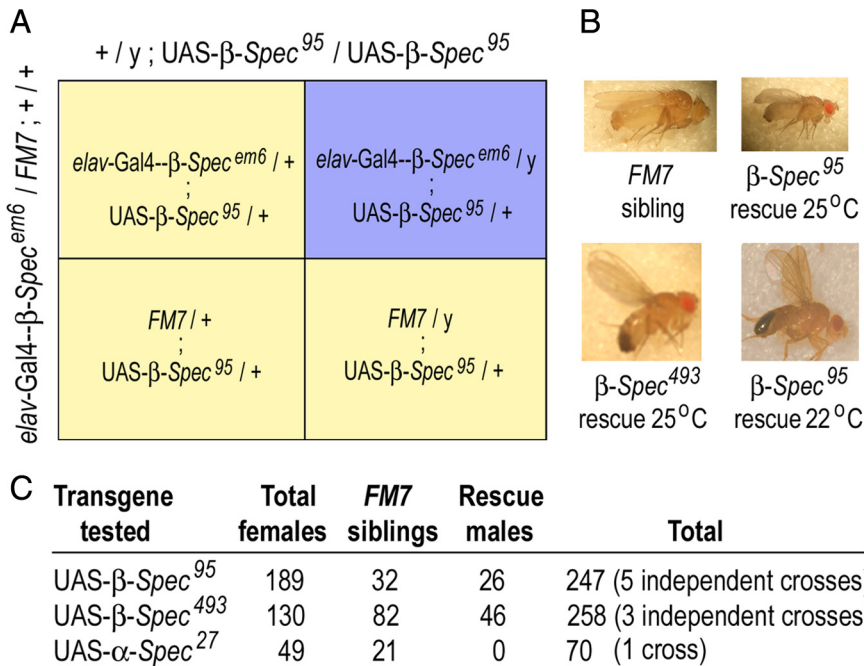 A
+ / y ; UAS-β-Spec⁹⁵ / UAS-β-Spec⁹⁵
elav-Gal4--β-Specᵉᵐ⁶ / FM7 ; + / +
elav-Gal4--β-Specᵉᵐ⁶ / +
;
UAS-β-Spec⁹⁵ / +
elav-Gal4--β-Specᵉᵐ⁶ / y
;
UAS-β-Spec⁹⁵ / +
FM7 / +
;
UAS-β-Spec⁹⁵ / +
FM7 / y
;
UAS-β-Spec⁹⁵ / +
B
FM7
sibling
β-Spec⁹⁵
rescue 25°C
β-Spec⁴⁹³
rescue 25°C
β-Spec⁹⁵
rescue 22°C
C
Transgene tested Total females FM7 siblings Rescue males Total
UAS-β-Spec⁹⁵ 189 32 26 247 (5 independent crosses)
UAS-β-Spec⁴⁹³ 130 82 46 258 (3 independent crosses
UAS-α-Spec²⁷ 49 21 0 70 (1 cross)